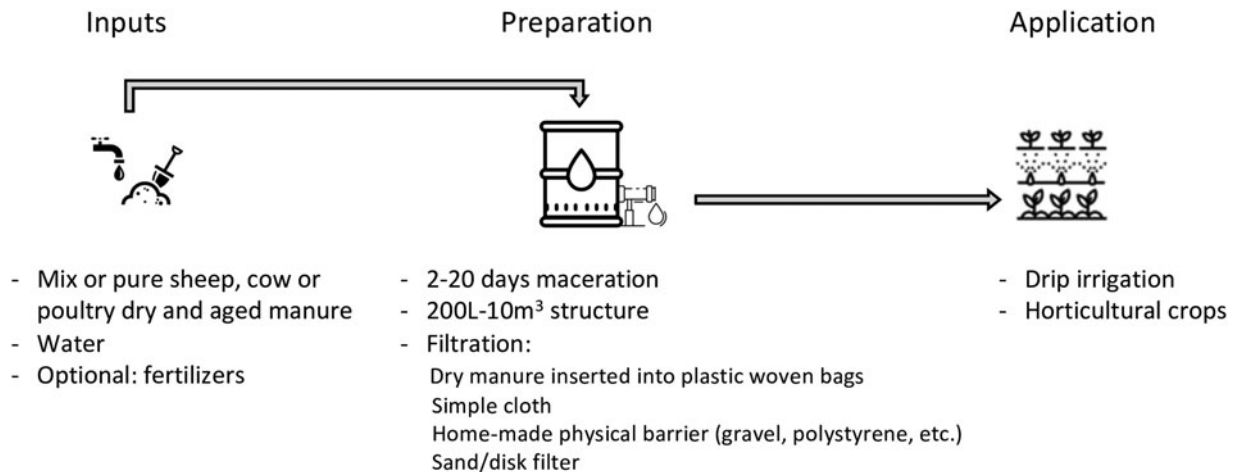 Inputs
Preparation
Application
- Mix or pure sheep, cow or
poultry dry and aged manure
- Water
- Optional: fertilizers
- 2-20 days maceration
- 200L-10m³ structure
- Filtration:
Dry manure inserted into plastic woven bags
Simple cloth
Home-made physical barrier (gravel, polystyrene, etc.)
Sand/disk filter
- Drip irrigation
- Horticultural crops